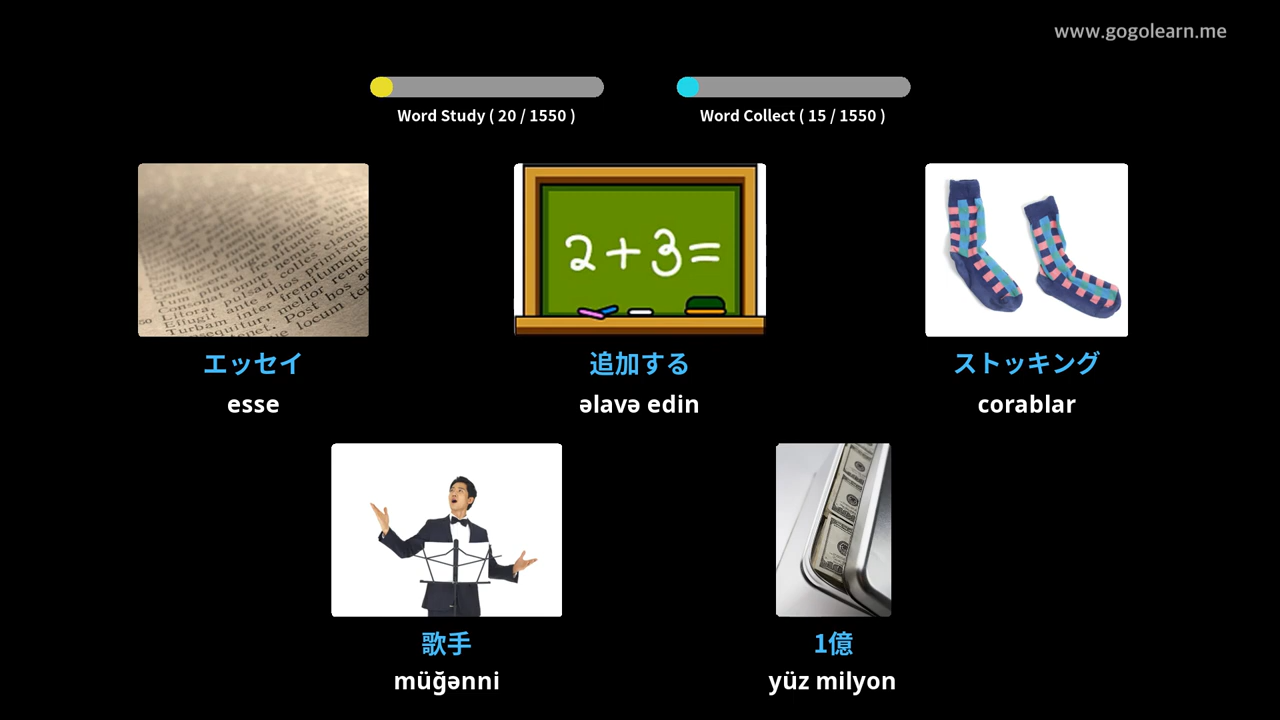 www.gogolearn.me
Word Study ( 20 / 1550 )
Word Collect ( 15 / 1550 )
2+3=
エッセイ
追加する
ストッキング
esse
əlavə edin
corablar
歌手
1億
müğənni
yüz milyon